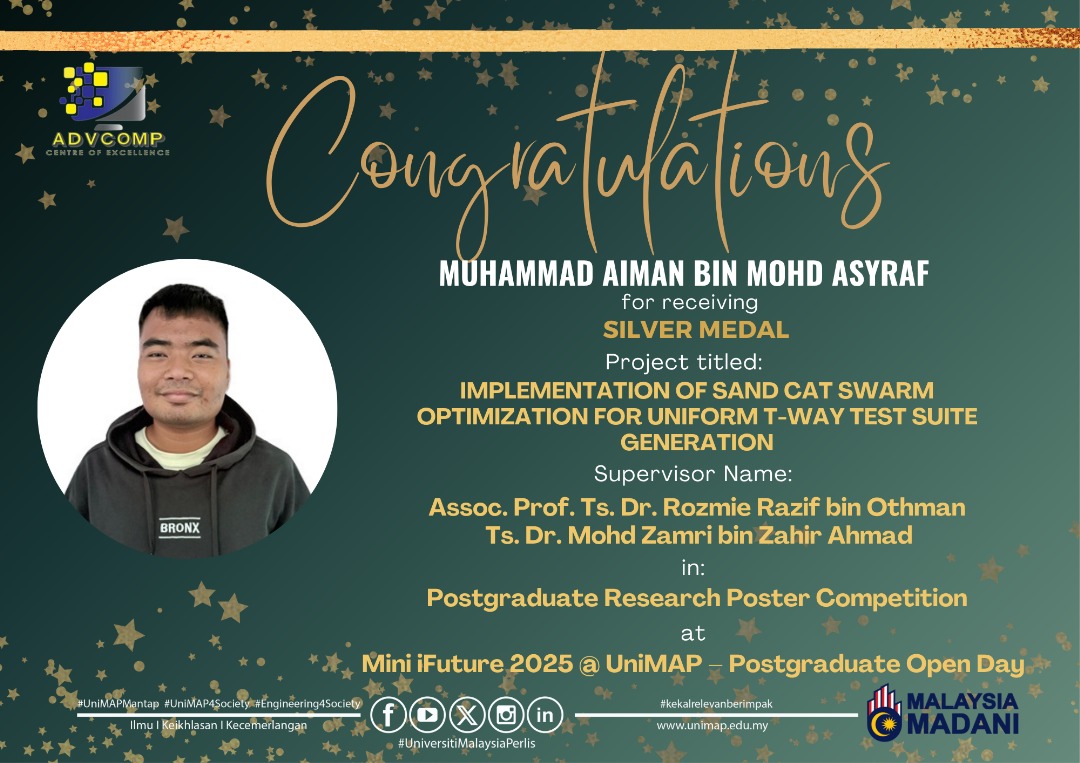 ADVCOMP
CENTRE OF EXCELLENCE
Congratulations
MUHAMMAD AIMAN BIN MOHD ASYRAF
for receiving
SILVER MEDAL
Project titled:
IMPLEMENTATION OF SAND CAT SWARM
OPTIMIZATION FOR UNIFORM T-WAY TEST SUITE
GENERATION
Supervisor Name:
Assoc. Prof. Ts. Dr. Rozmie Razif bin Othman
Ts. Dr. Mohd Zamri bin Zahir Ahmad
in:
Postgraduate Research Poster Competition
at
Mini iFuture 2025 @ UniMAP – Postgraduate Open Day
BRONX
#UniMAPMantap #UniMAP4Society #Engineering4Society
Ilmu I Keikhlasan I Kecemerlangan
#UniversitiMalaysiaPerlis
#kekalrelevanberimpak
www.unimap.edu.my
MALAYSIA
MADANI